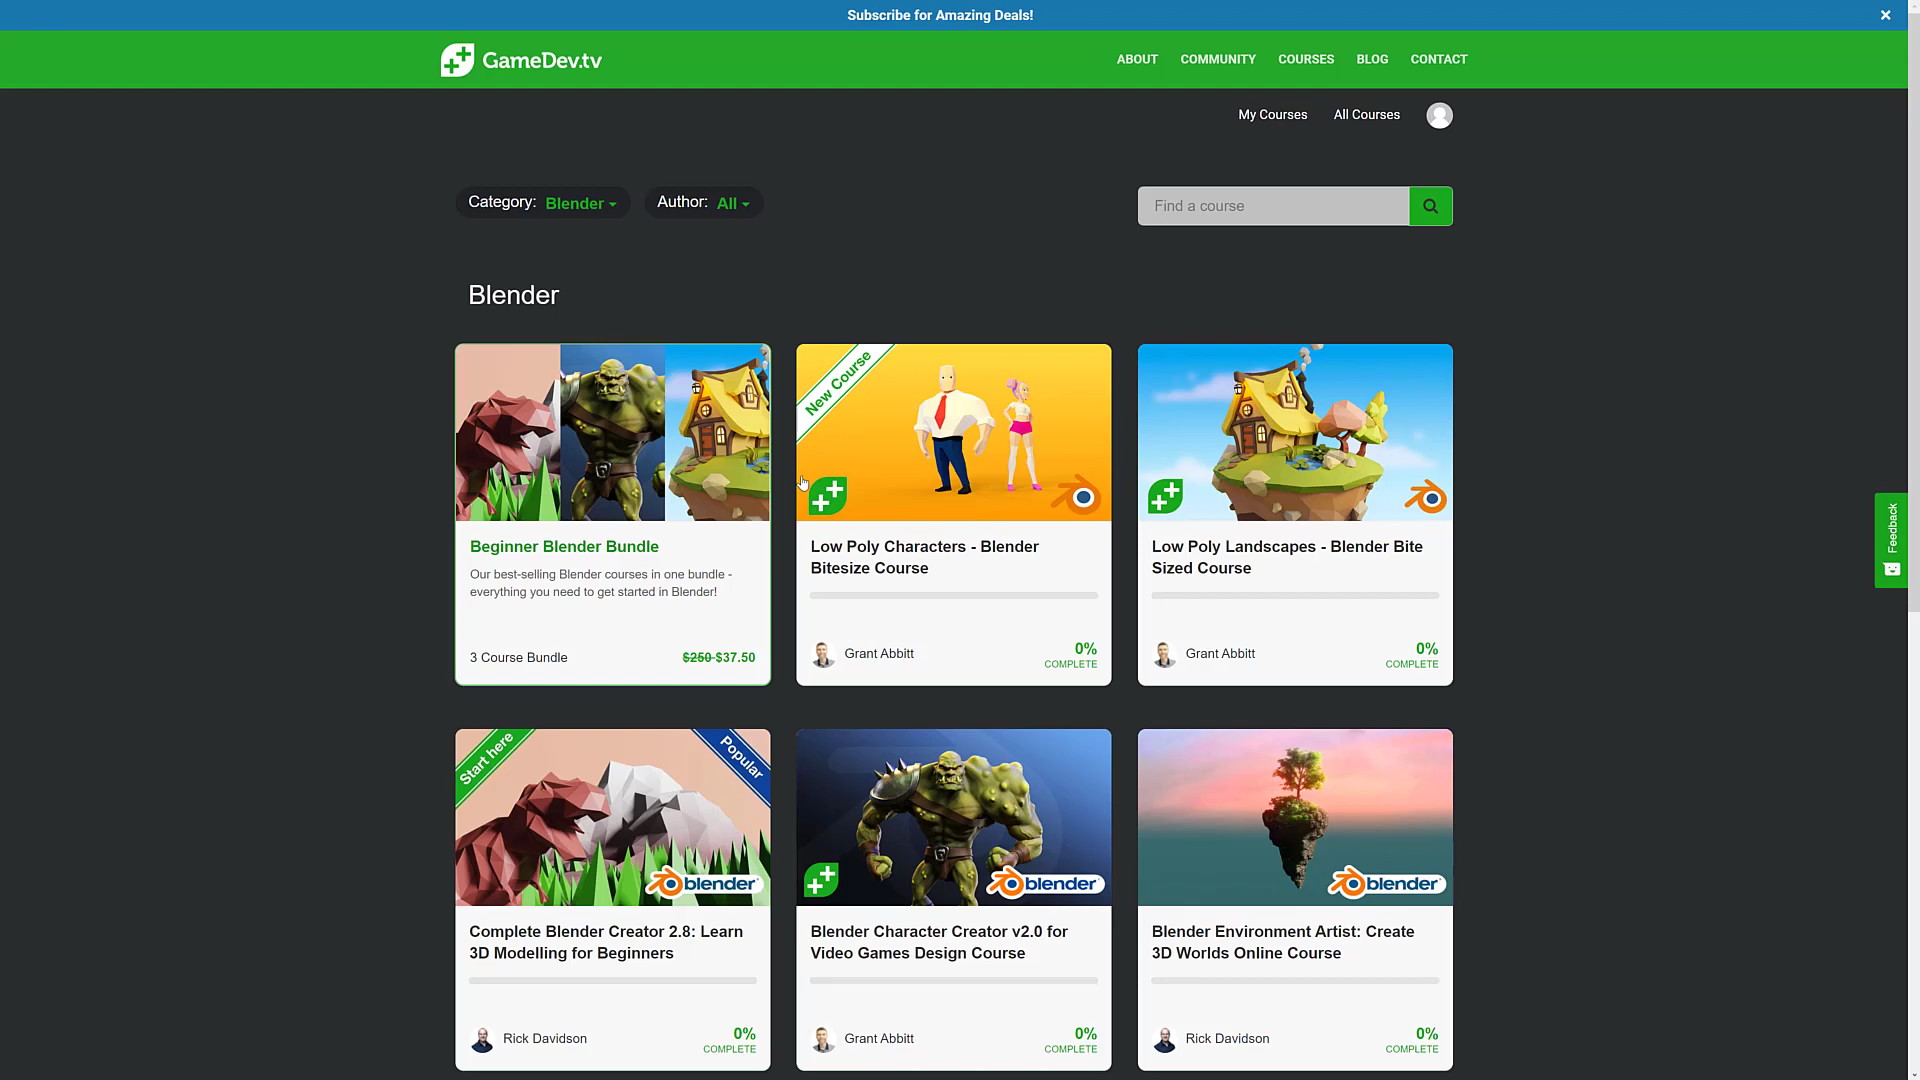 Subscribe for Amazing Deals!
GameDev.tv
ABOUT
COMMUNITY
COURSES
BLOG
CONTACT
My Courses
All Courses
Category: Blender
Author: All
Find a course
Blender
New Course
Beginner Blender Bundle
Our best-selling Blender courses in one bundle -
everything you need to get started in Blender!
3 Course Bundle
$250 $37.50
Low Poly Characters - Blender
Bitesize Course
Grant Abbitt
0%
COMPLETE
Low Poly Landscapes - Blender Bite
Sized Course
Grant Abbitt
0%
COMPLETE
Feedback
Start here
Popular
blender
Complete Blender Creator 2.8: Learn
3D Modelling for Beginners
Rick Davidson
0%
COMPLETE
blender
Blender Character Creator v2.0 for
Video Games Design Course
Grant Abbitt
0%
COMPLETE
blender
Blender Environment Artist: Create
3D Worlds Online Course
Rick Davidson
0%
COMPLETE